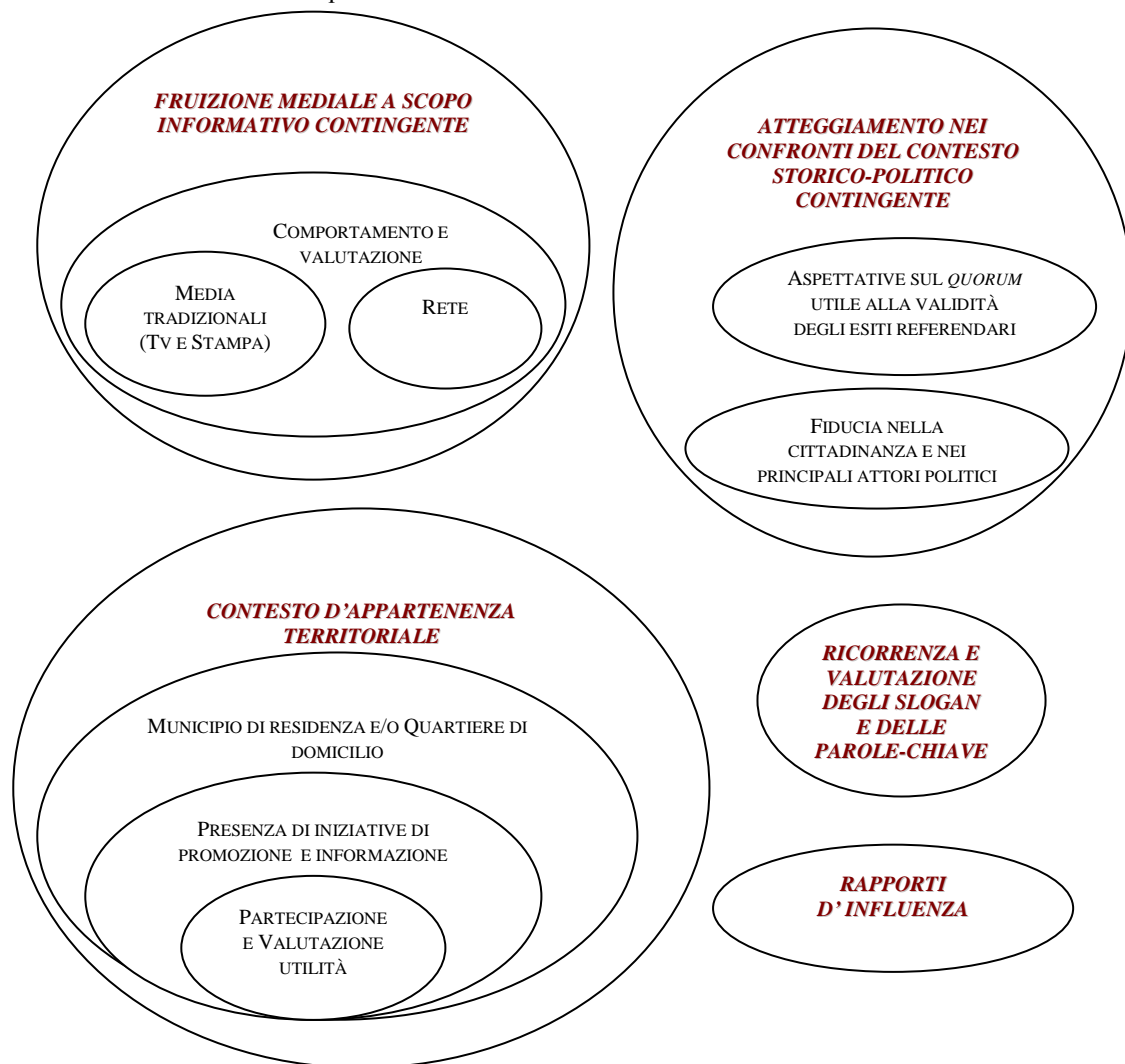 FRUIZIONE MEDIALE A SCOPO
INFORMATIVO CONTINGENTE
COMPORTAMENTO E
VALUTAZIONE
MEDIA
TRADIZIONALI
(TV E STAMPA)
RETE
ATTEGGIAMENTO NEI
CONFRONTI DEL CONTESTO
STORICO-POLITICO
CONTINGENTE
ASPETTATIVE SUL QUORUM
UTILE ALLA VALIDITÀ
DEGLI ESITI REFERENDARI
FIDUCIA NELLA
CITTADINANZA E NEI
PRINCIPALI ATTORI POLITICI
CONTESTO D'APPARTENENZA
TERRITORIALE
MUNICIPIO DI RESIDENZA E/O QUARTIERE DI
DOMICILIO
PRESENZA DI INIZIATIVE DI
PROMOZIONE E INFORMAZIONE
PARTECIPAZIONE
E VALUTAZIONE
UTILITÀ
RICORRENZA E
VALUTAZIONE
DEGLI SLOGAN
E DELLE
PAROLE-CHIAVE
RAPPORTI
D' INFLUENZA